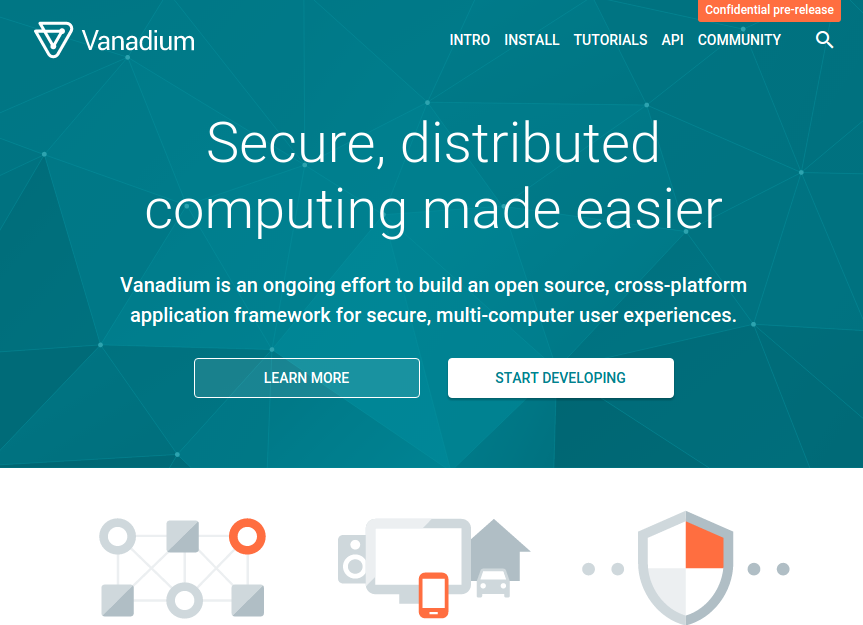 Confidential pre-release
Vanadium
INTRO INSTALL TUTORIALS API COMMUNITY
Secure, distributed
computing made easier
Vanadium is an ongoing effort to build an open source, cross-platform
application framework for secure, multi-computer user experiences.
LEARN MORE
START DEVELOPING